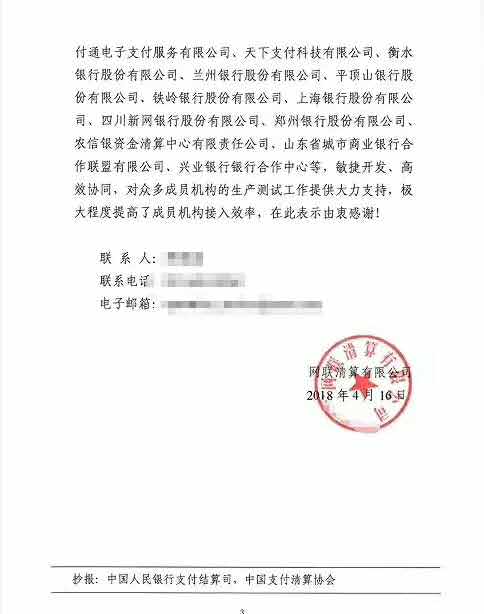 付通电子支付服务有限公司、天下支付科技有限公司、衡水
银行股份有限公司、兰州银行股份有限公司、平顶山银行股
份有限公司、铁岭银行股份有限公司、上海银行股份有限公
司、四川新网银行股份有限公司、郑州银行股份有限公司、
农信银资金清算中心有限责任公司、山东省城市商业银行合
作联盟有限公司、兴业银行银行合作中心等，敏捷开发、高
效协同，对众多成员机构的生产测试工作提供大力支持，极
大程度提高了成员机构接入效率，在此表示由衷感谢！
联 系 人：
联系电话
电子邮箱：
网联清算有限公司
网联清算有限公司
2018 年 4 月 16 日
抄报：中国人民银行支付结算司、中国支付清算协会
3